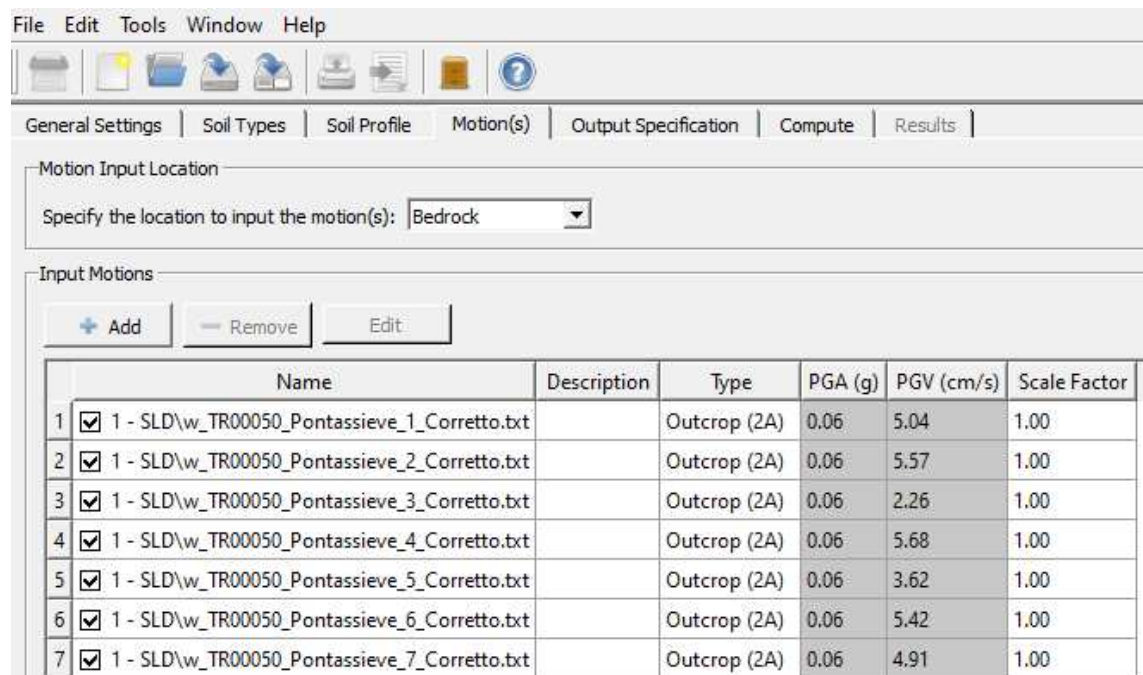 File Edit Tools Window Help
General Settings Soil Types Soil Profile Motion(s) Output Specification Compute Results
Motion Input Location
Specify the location to input the motion(s): Bedrock
Input Motions
Add Remove Edit
Name Description Type PGA (g) PGV (cm/s) Scale Factor
1 1 - SLD\w_TR00050_Pontassieve_1_Corretto.txt Outcrop (2A) 0.06 5.04 1.00
2 1 - SLD\w_TR00050_Pontassieve_2_Corretto.txt Outcrop (2A) 0.06 5.57 1.00
3 1 - SLD\w_TR00050_Pontassieve_3_Corretto.txt Outcrop (2A) 0.06 2.26 1.00
4 1 - SLD\w_TR00050_Pontassieve_4_Corretto.txt Outcrop (2A) 0.06 5.68 1.00
5 1 - SLD\w_TR00050_Pontassieve_5_Corretto.txt Outcrop (2A) 0.06 3.62 1.00
6 1 - SLD\w_TR00050_Pontassieve_6_Corretto.txt Outcrop (2A) 0.06 5.42 1.00
7 1 - SLD\w_TR00050_Pontassieve_7_Corretto.txt Outcrop (2A) 0.06 4.91 1.00